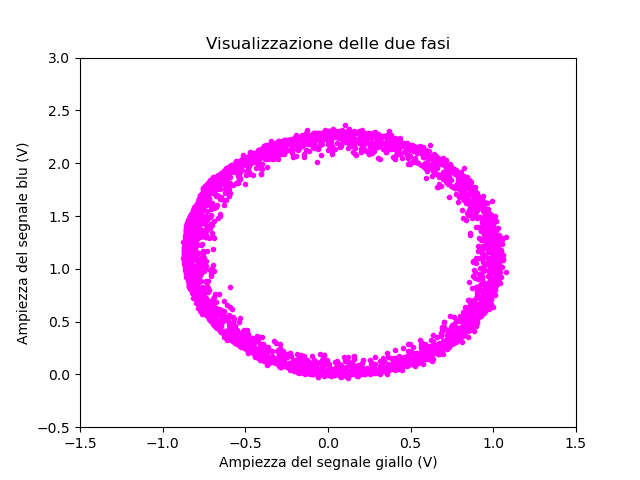 Visualizzazione delle due fasi
3.0
2.5
2.0
1.5
1.0
0.5
0.0
−0.5
Ampiezza del segnale blu (V)
−1.5 −1.0 −0.5 0.0 0.5 1.0 1.5
Ampiezza del segnale giallo (V)